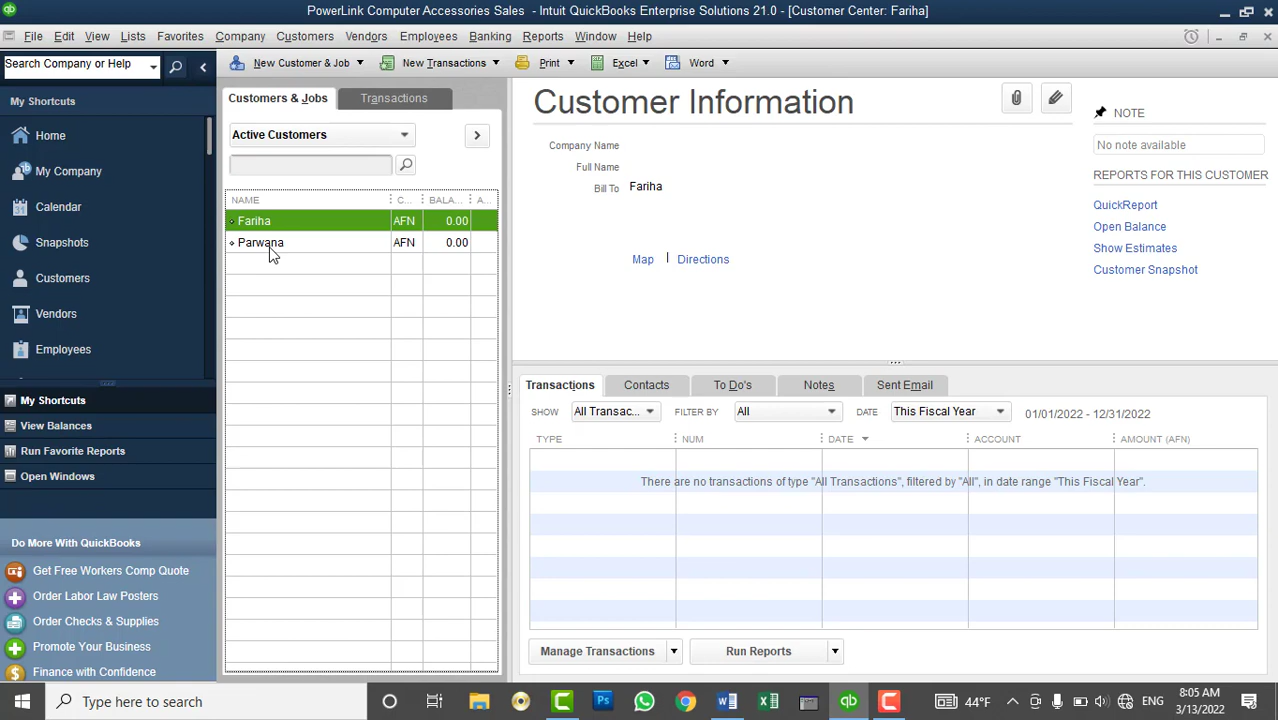 PowerLink Computer Accessories Sales - Intuit QuickBooks Enterprise Solutions 21.0 - [Customer Center: Fariha]
File Edit View Lists Favorites Company Customers Vendors Employees Banking Reports Window Help
Search Company or Help
New Customer & Job New Transactions Print Excel Word
My Shortcuts
Home
My Company
Calendar
Snapshots
Customers
Vendors
Employees
My Shortcuts
View Balances
Run Favorite Reports
Open Windows
Do More With QuickBooks
Get Free Workers Comp Quote
Order Labor Law Posters
Order Checks & Supplies
Promote Your Business
Finance with Confidence
Customers & Jobs Transactions
Active Customers
NAME C... BALA... A...
Fariha AFN 0.00
Parwana AFN 0.00
Customer Information
Company Name
Full Name
Bill To Fariha
Map Directions
NOTE
No note available
REPORTS FOR THIS CUSTOMER
QuickReport
Open Balance
Show Estimates
Customer Snapshot
Transactions Contacts To Do's Notes Sent Email
SHOW All Transac... FILTER BY All DATE This Fiscal Year 01/01/2022 - 12/31/2022
TYPE NUM DATE ACCOUNT AMOUNT (AFN)
There are no transactions of type "All Transactions", filtered by "All", in date range "This Fiscal Year".
Manage Transactions Run Reports
Type here to search
44°F ENG 8:05 AM
3/13/2022